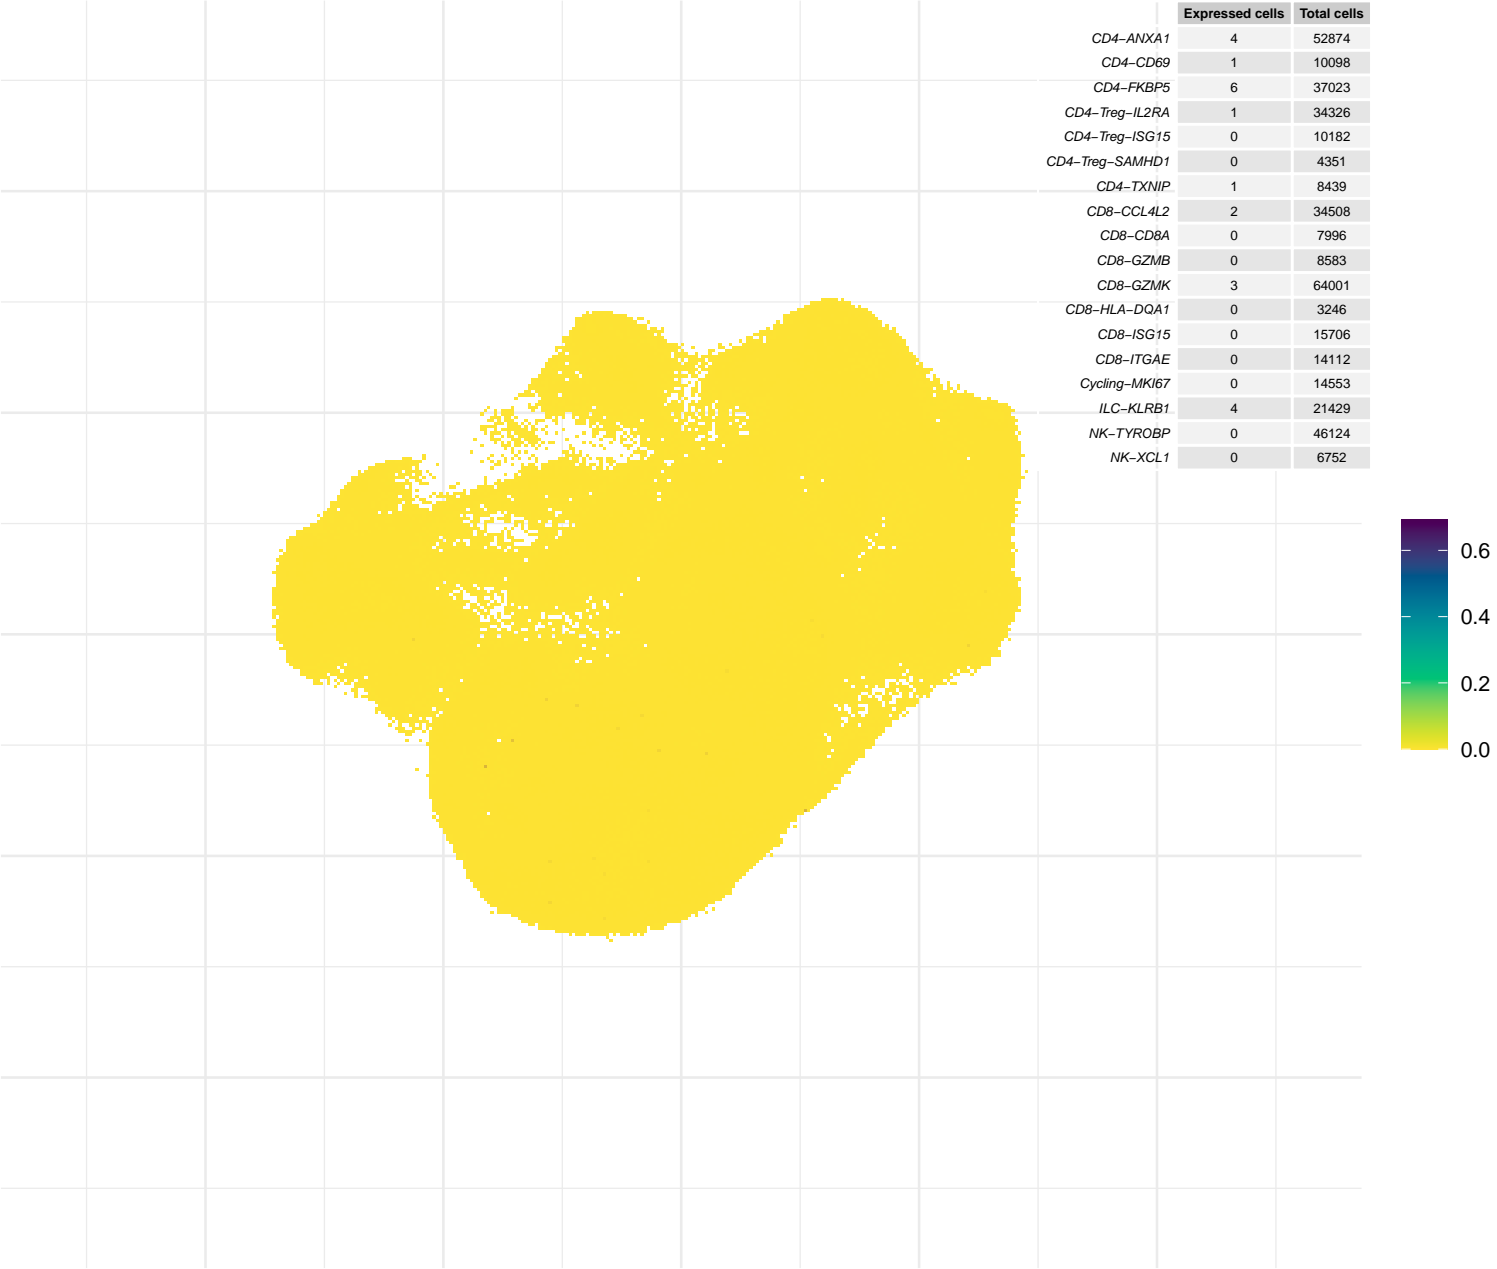 Expressed cells Total cells
CD4−ANXA1 4 52874
CD4−CD69 1 10098
CD4−FKBP5 6 37023
CD4−Treg−IL2RA 1 34326
CD4−Treg−ISG15 0 10182
CD4−Treg−SAMHD1 0 4351
CD4−TXNIP 1 8439
CD8−CCL4L2 2 34508
CD8−CD8A 0 7996
CD8−GZMB 0 8583
CD8−GZMK 3 64001
CD8−HLA−DQA1 0 3246
CD8−ISG15 0 15706
CD8−ITGAE 0 14112
Cycling−MKI67 0 14553
ILC−KLRB1 4 21429
NK−TYROBP 0 46124
NK−XCL1 0 6752
0.6
0.4
0.2
0.0